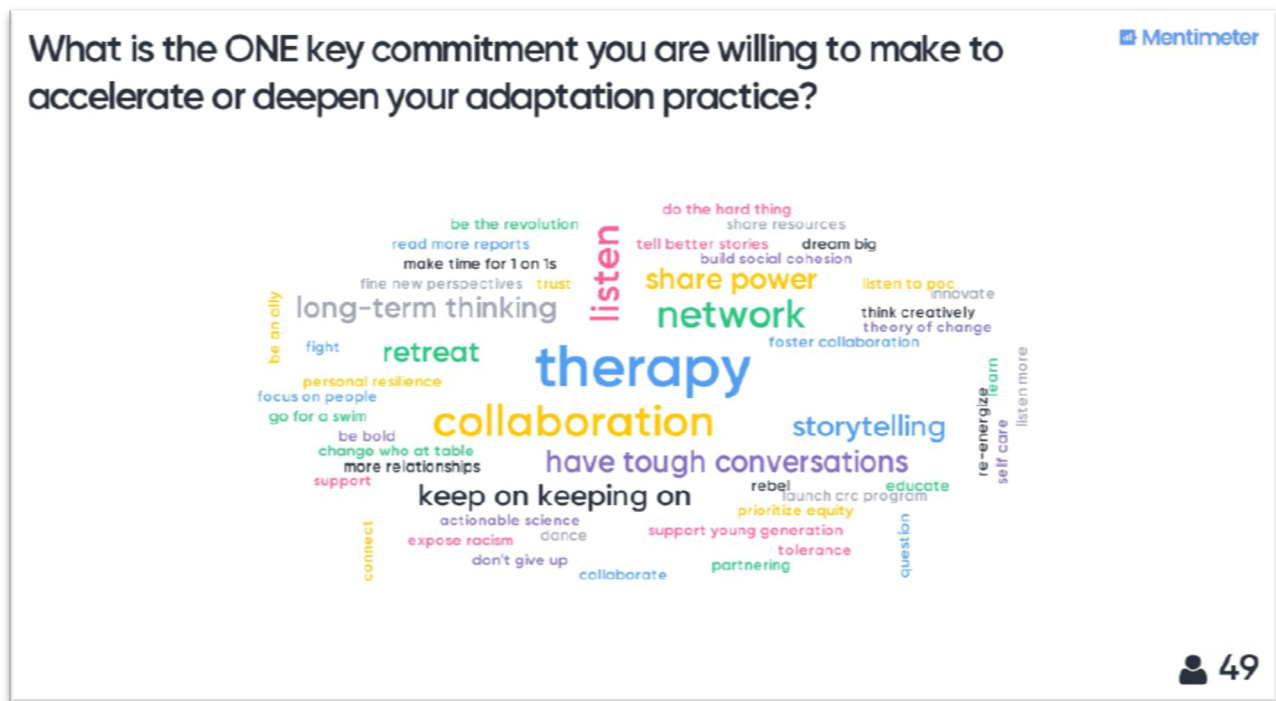 What is the ONE key commitment you are willing to make to
accelerate or deepen your adaptation practice?
Mentimeter
do the hard thing
be the revolution
share resources
listen
read more reports
tell better stories
dream big
make time for 1 on 1s
build social cohesion
share power
fine new perspectives
trust
listen to poc
innovate
be an ally
long-term thinking
network
think creatively
theory of change
fight
retreat
foster collaboration
therapy
learn
listen more
personal resilience
focus on people
re-energize
go for a swim
collaboration
storytelling
self care
be bold
change who at table
more relationships
have tough conversations
support
keep on keeping on
rebel
educate
launch crc program
prioritize equity
connect
actionable science
expose racism
dance
support young generation
question
don't give up
tolerance
collaborate
partnering
49